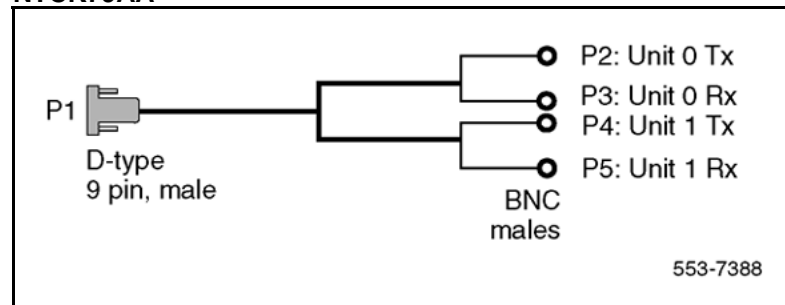 P1
D-type
9 pin, male
P2: Unit 0 Tx
P3: Unit 0 Rx
P4: Unit 1 Tx
P5: Unit 1 Rx
BNC
males
553-7388